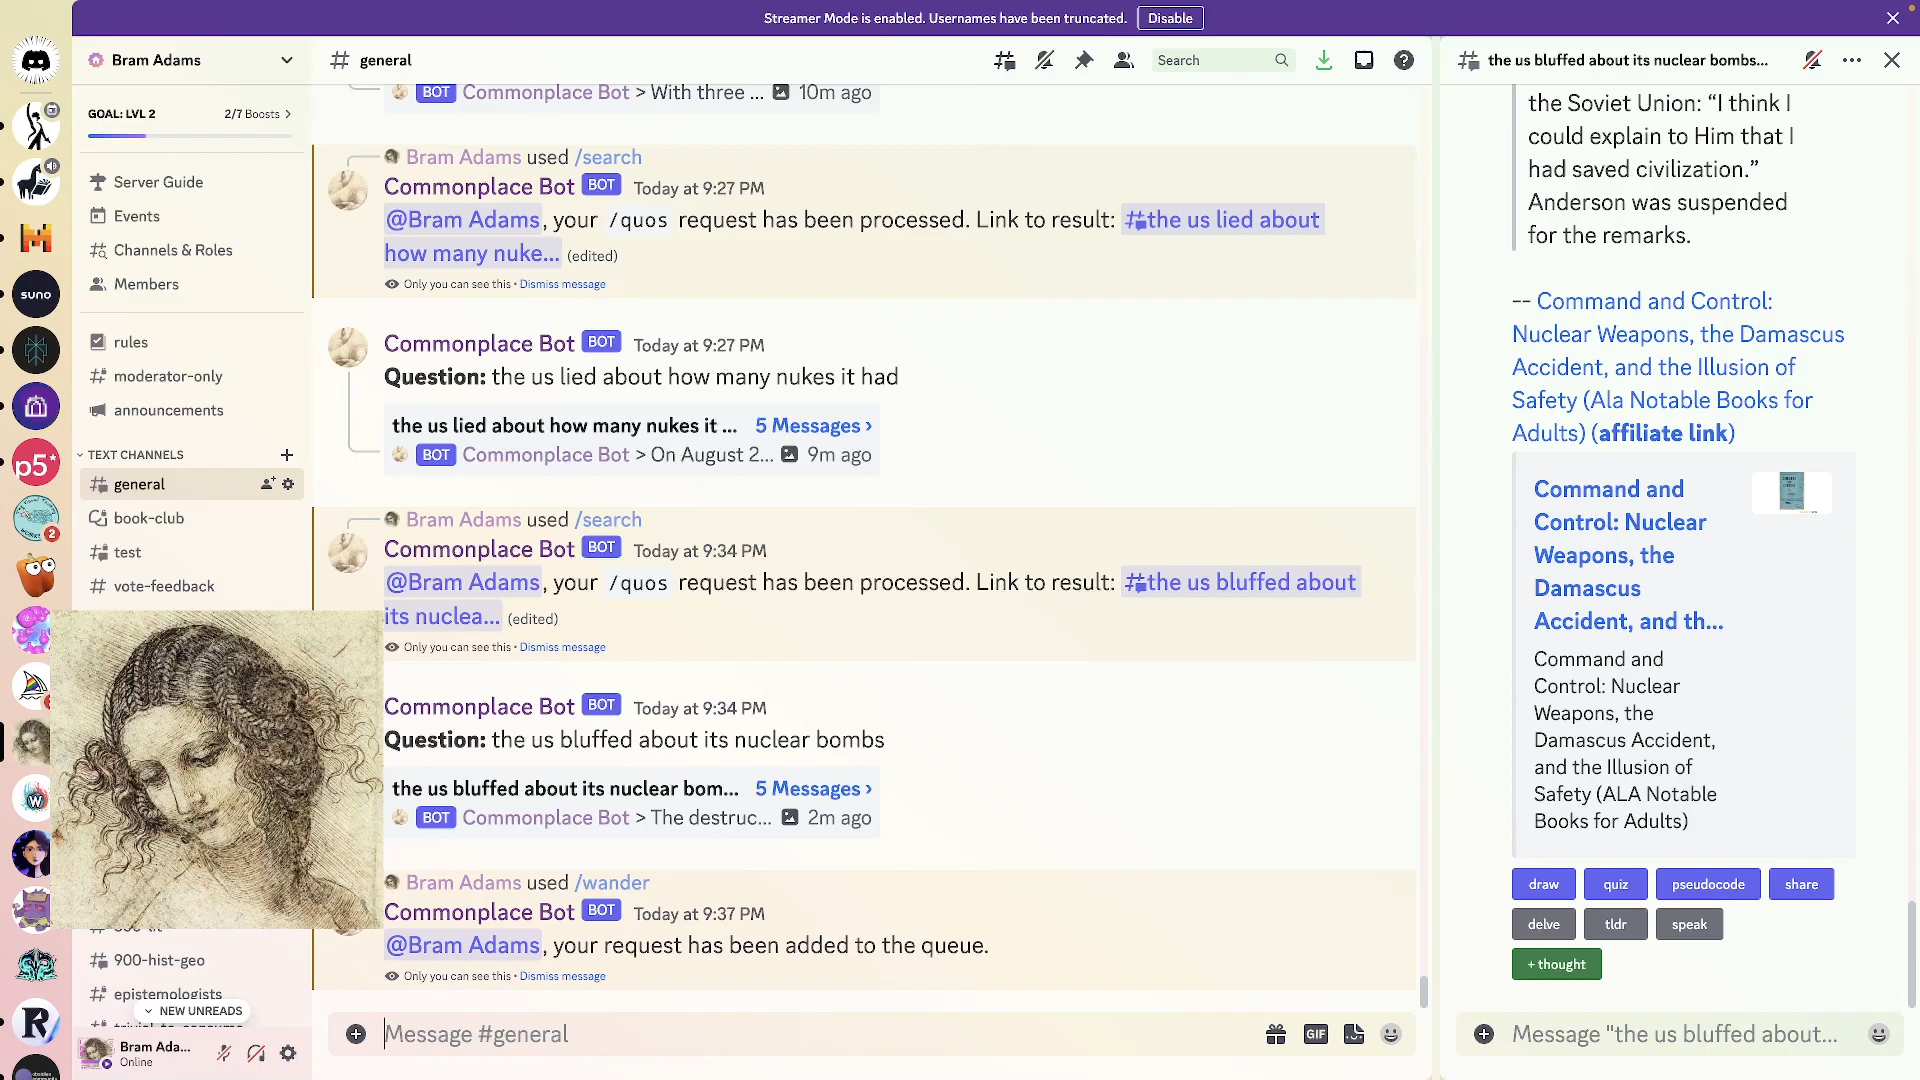 Streamer Mode is enabled. Usernames have been truncated.
Disable
Bram Adams
GOAL: LVL 2
2/7 Boosts
Server Guide
Events
Channels & Roles
Members
rules
moderator-only
announcements
TEXT CHANNELS
general
book-club
test
vote-feedback
900-hist-geo
epistemologists
NEW UNREADS
Bram Ada...
Online
suno
p5*
2
W
R
general
Search
BOT Commonplace Bot > With three ... 10m ago
Bram Adams used /search
Commonplace Bot BOT Today at 9:27 PM
@Bram Adams, your /quos request has been processed. Link to result: the us lied about
how many nuke... (edited)
Only you can see this • Dismiss message
Commonplace Bot BOT Today at 9:27 PM
Question: the us lied about how many nukes it had
the us lied about how many nukes it ... 5 Messages ›
BOT Commonplace Bot > On August 2... 9m ago
Bram Adams used /search
Commonplace Bot BOT Today at 9:34 PM
@Bram Adams, your /quos request has been processed. Link to result: the us bluffed about
its nuclea... (edited)
Only you can see this • Dismiss message
Commonplace Bot BOT Today at 9:34 PM
Question: the us bluffed about its nuclear bombs
the us bluffed about its nuclear bom... 5 Messages ›
BOT Commonplace Bot > The destruc... 2m ago
Bram Adams used /wander
Commonplace Bot BOT Today at 9:37 PM
@Bram Adams, your request has been added to the queue.
Only you can see this • Dismiss message
Message #general
GIF
the us bluffed about its nuclear bombs...
the Soviet Union: “I think I
could explain to Him that I
had saved civilization.”
Anderson was suspended
for the remarks.
-- Command and Control:
Nuclear Weapons, the Damascus
Accident, and the Illusion of
Safety (Ala Notable Books for
Adults) (affiliate link)
Command and
Control: Nuclear
Weapons, the
Damascus
Accident, and th...
Command and
Control: Nuclear
Weapons, the
Damascus Accident,
and the Illusion of
Safety (ALA Notable
Books for Adults)
draw
quiz
pseudocode
share
delve
tldr
speak
+ thought
Message "the us bluffed about...